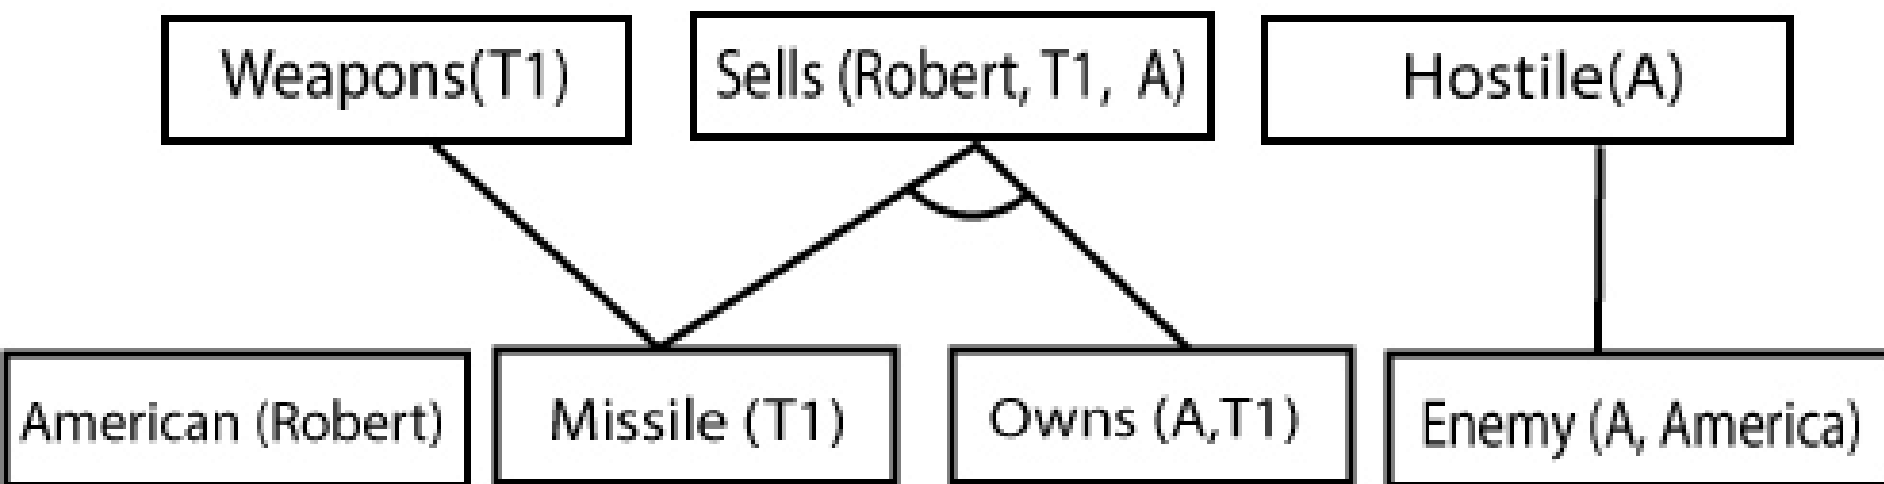 Weapons(T1)
Sells (Robert, T1, A)
Hostile(A)
American (Robert)
Missile (T1)
Owns (A,T1)
Enemy (A, America)